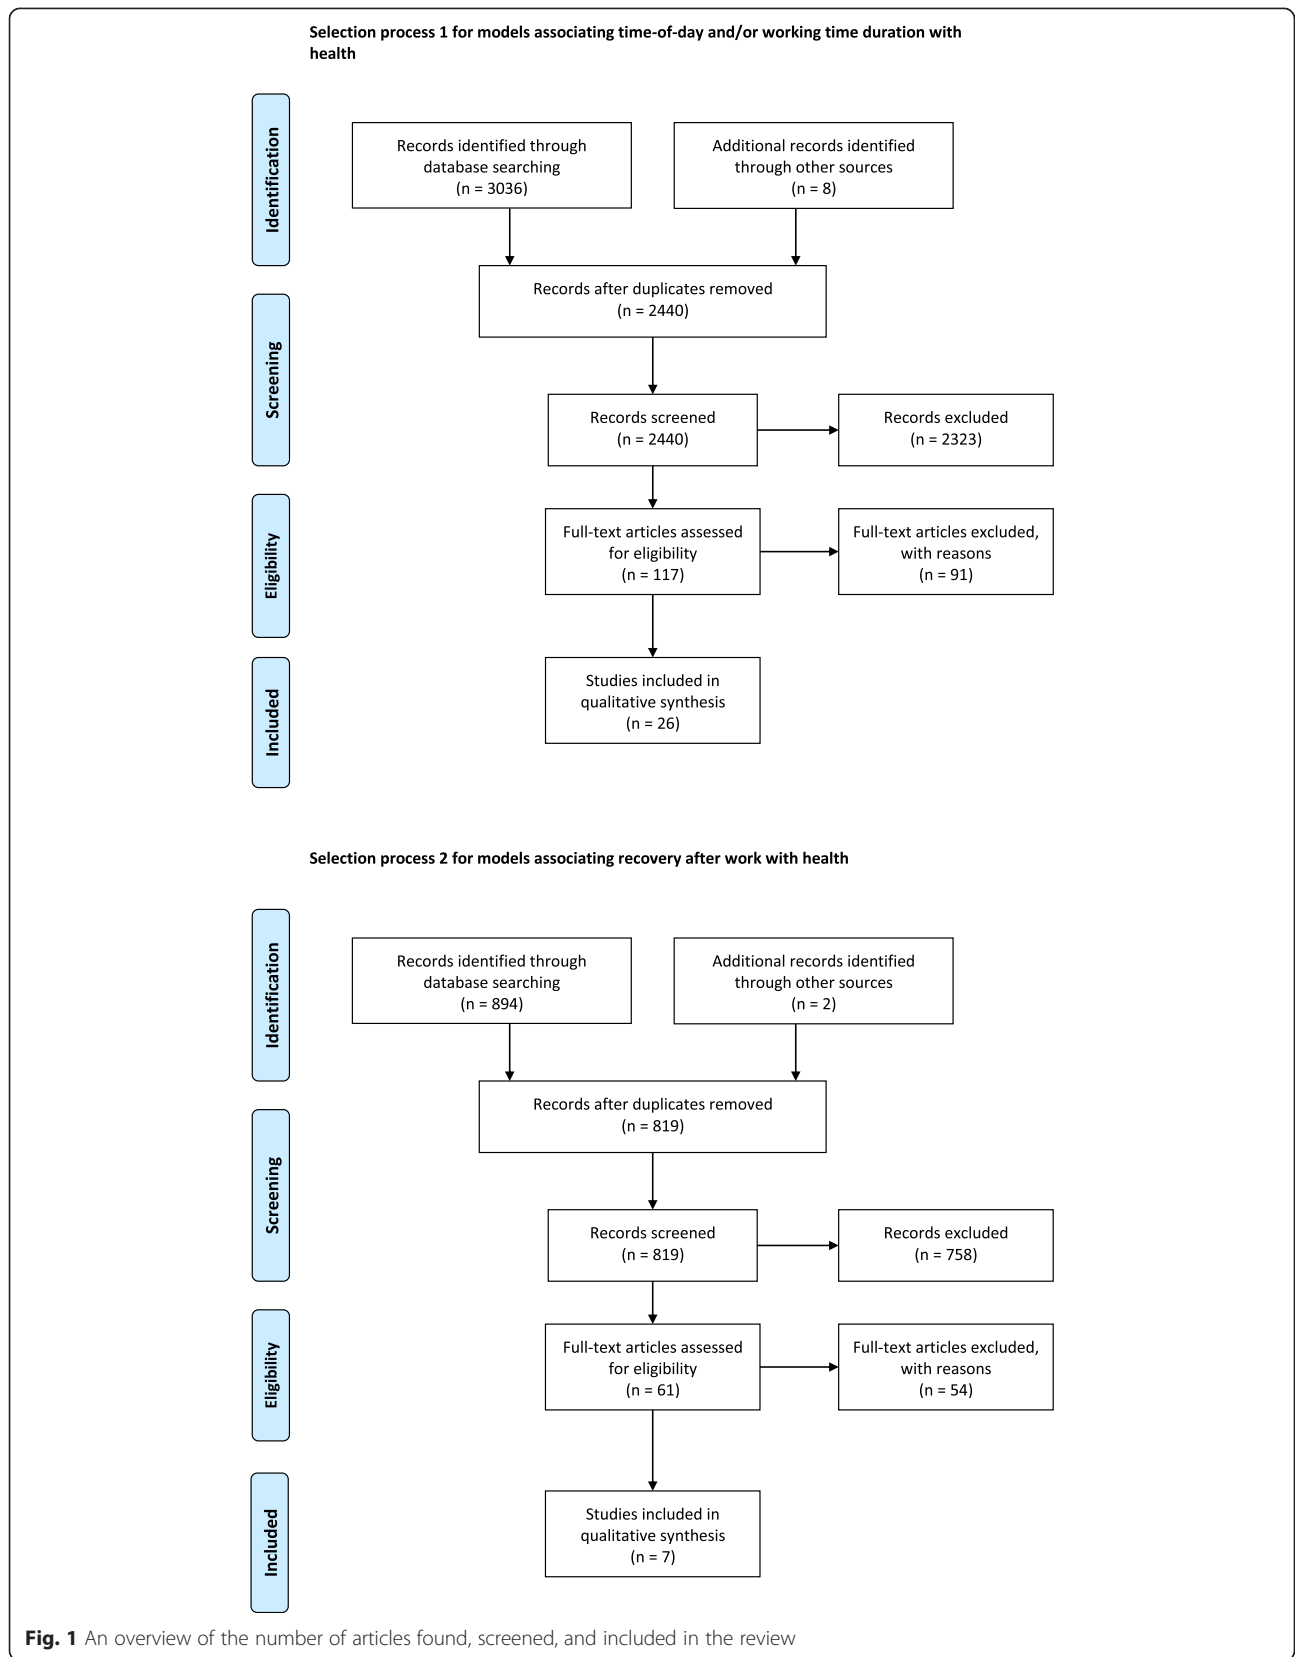 Selection process 1 for models associating time-of-day and/or working time duration with
health
Identification
Records identified through
database searching
(n = 3036)
Additional records identified
through other sources
(n = 8)
Records after duplicates removed
(n = 2440)
Screening
Records screened
(n = 2440)
Records excluded
(n = 2323)
Eligibility
Full-text articles assessed
for eligibility
(n = 117)
Full-text articles excluded,
with reasons
(n = 91)
Included
Studies included in
qualitative synthesis
(n = 26)
Selection process 2 for models associating recovery after work with health
Identification
Records identified through
database searching
(n = 894)
Additional records identified
through other sources
(n = 2)
Records after duplicates removed
(n = 819)
Screening
Records screened
(n = 819)
Records excluded
(n = 758)
Eligibility
Full-text articles assessed
for eligibility
(n = 61)
Full-text articles excluded,
with reasons
(n = 54)
Included
Studies included in
qualitative synthesis
(n = 7)
Fig. 1 An overview of the number of articles found, screened, and included in the review